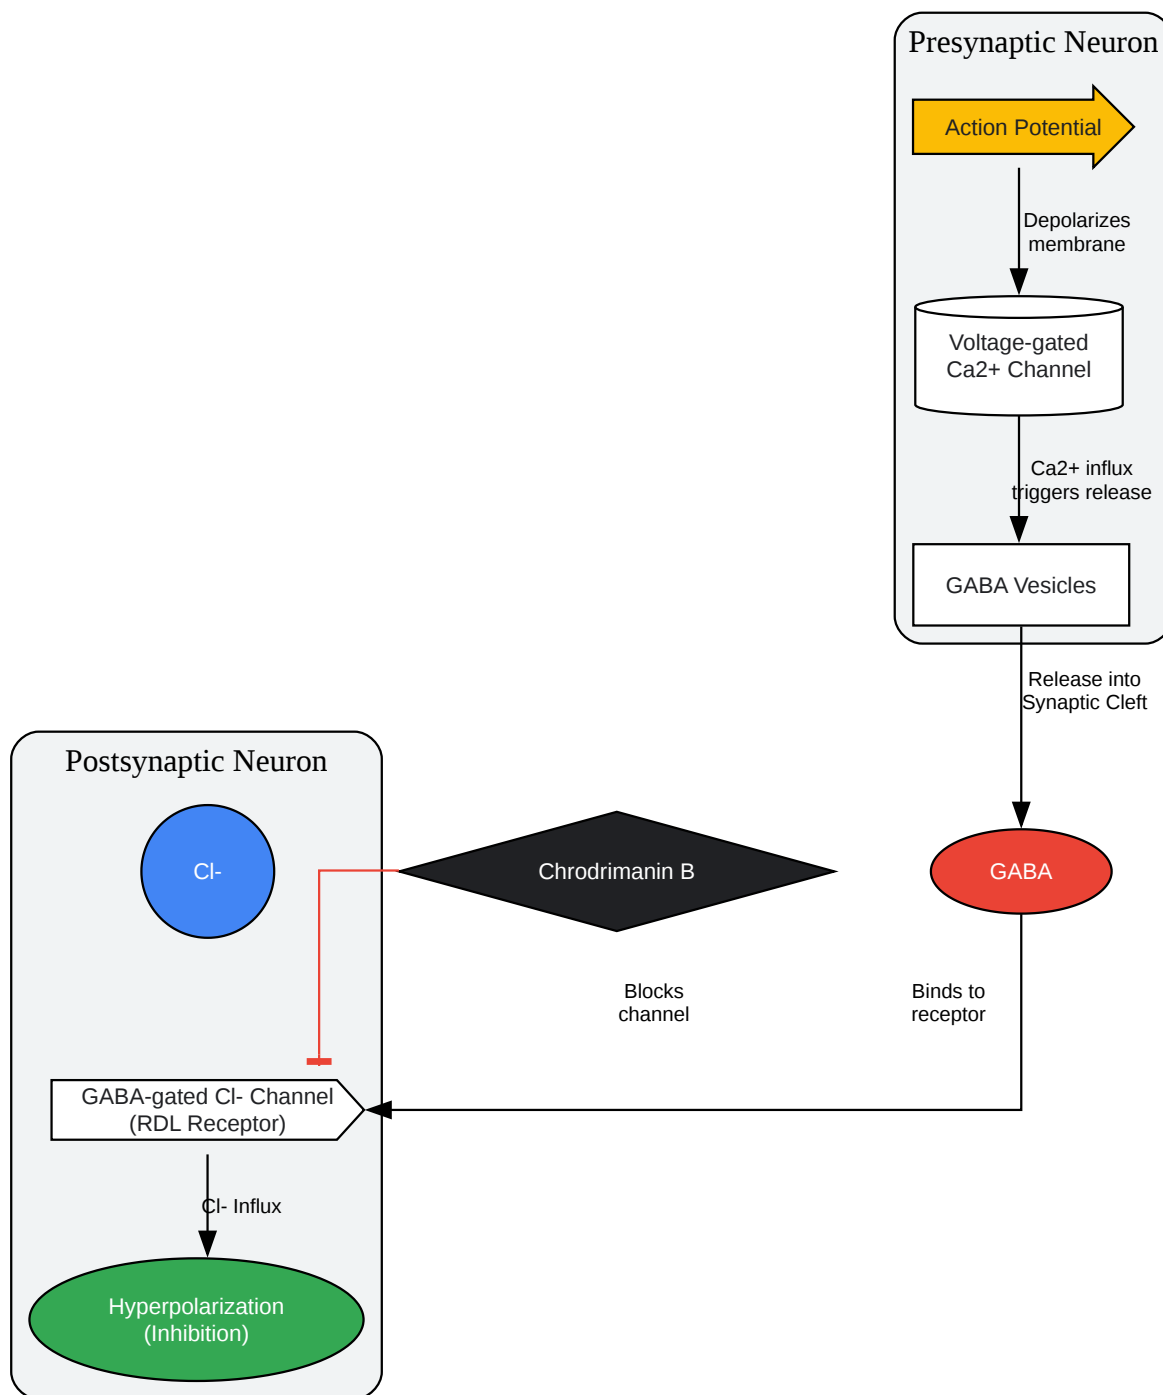 Presynaptic Neuron
Action Potential
Depolarizes
membrane
Voltage-gated
Ca2+ Channel
Ca2+ influx
triggers release
GABA Vesicles
Release into
Synaptic Cleft
Postsynaptic Neuron
Cl-
Chrodrimanin B
GABA
Blocks
channel
Binds to
receptor
GABA-gated Cl- Channel
(RDL Receptor)
Cl- Influx
Hyperpolarization
(Inhibition)